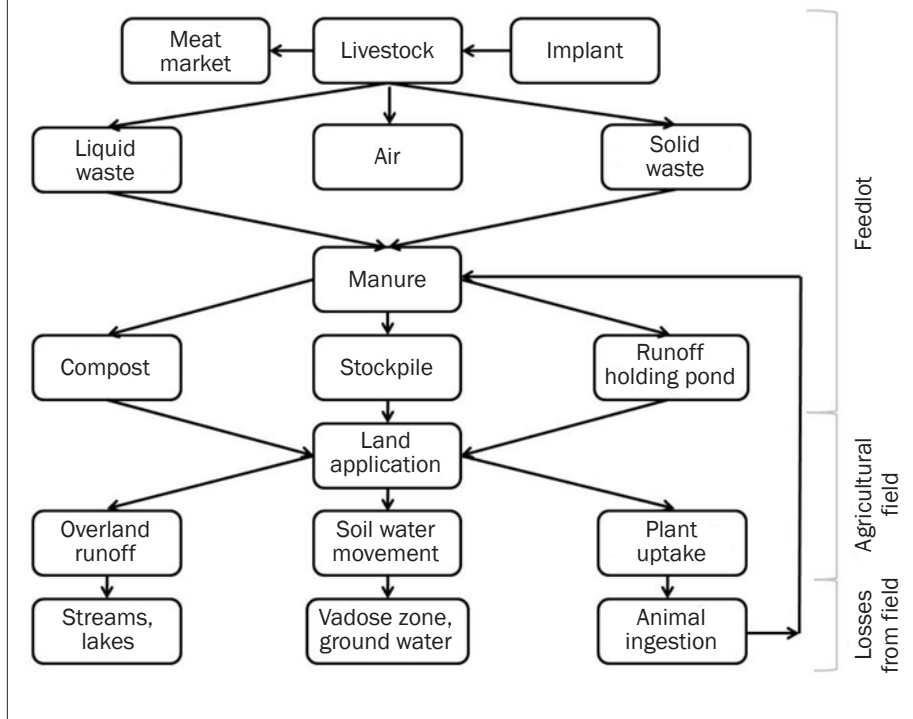 Meat
market
Livestock
Implant
Liquid
waste
Air
Solid
waste
Manure
Compost
Stockpile
Runoff
holding pond
Land
application
Overland
runoff
Soil water
movement
Plant
uptake
Streams,
lakes
Vadose zone,
ground water
Animal
ingestion
Feedlot
Agricultural
field
Losses
from field